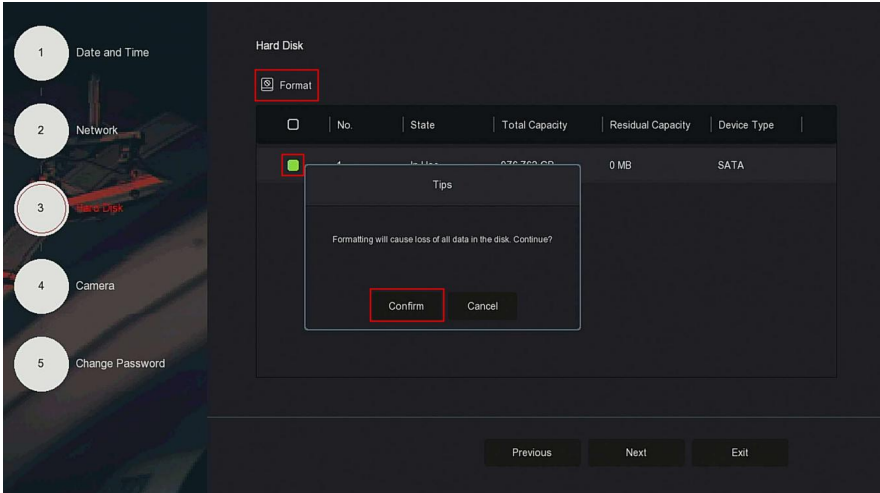 1 Date and Time
2 Network
3 Hard Disk
4 Camera
5 Change Password
Hard Disk
Format
No. State Total Capacity Residual Capacity Device Type
0 MB SATA
Tips
Formatting will cause loss of all data in the disk. Continue?
Confirm Cancel
Previous Next Exit